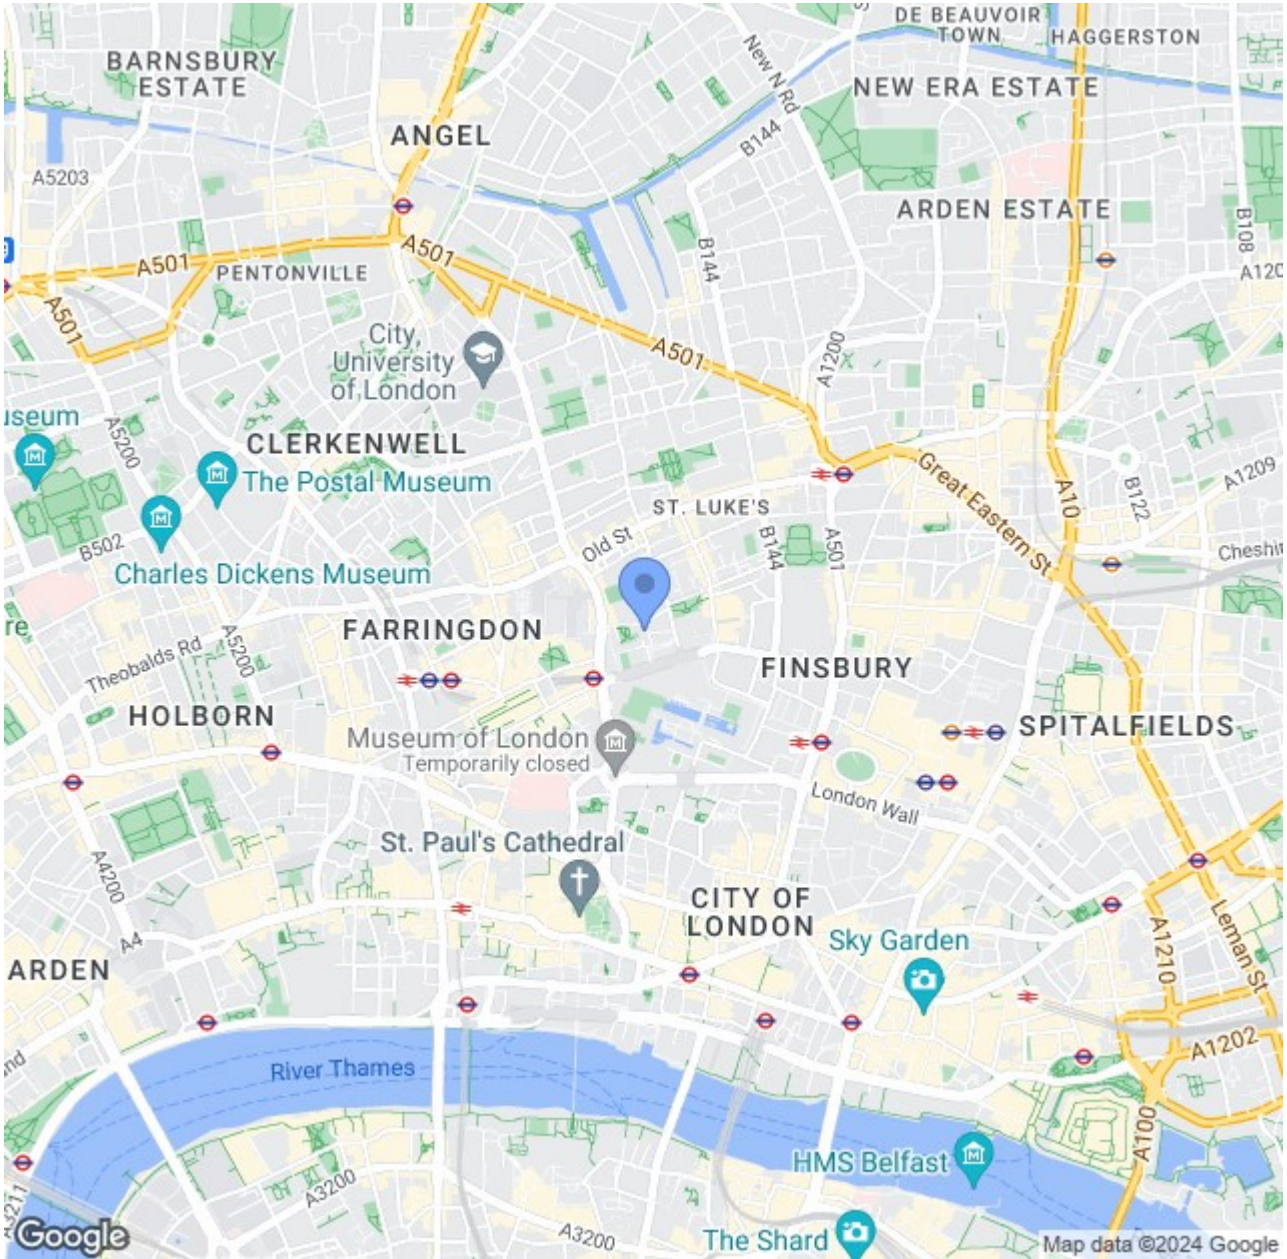 DE BEAUVOIR
TOWN
HAGGERSTON
BARNSBURY
ESTATE
New N Rd
NEW ERA ESTATE
ANGEL
B144
A5203
ARDEN ESTATE
B108
B144
A501
A501
PENTONVILLE
A501
A120
City,
University
of London
A501
A1200
useum
A5200
CLERKENWELL
The Postal Museum
Great Eastern St
A10
A1209
B122
ST. LUKE'S
B502
Old St
B144
A501
Cheshir
Charles Dickens Museum
re
FARRINGDON
Theobalds Rd
A5200
FINSBURY
HOLBORN
SPITALFIELDS
Museum of London
Temporarily closed
London Wall
St. Paul's Cathedral
A4200
CITY OF
LONDON
A4
Sky Garden
A1210
Leman St
ARDEN
A1202
River Thames
nd
A100
HMS Belfast
A3200
A3211
A3200
The Shard
Google
Map data ©2024 Google